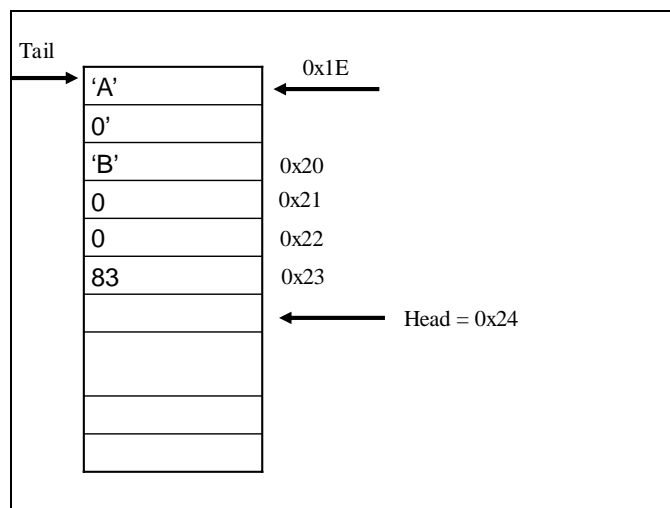 Tail
0x1E
‘A’
0’
‘B’ 0x20
0 0x21
0 0x22
83 0x23
Head = 0x24